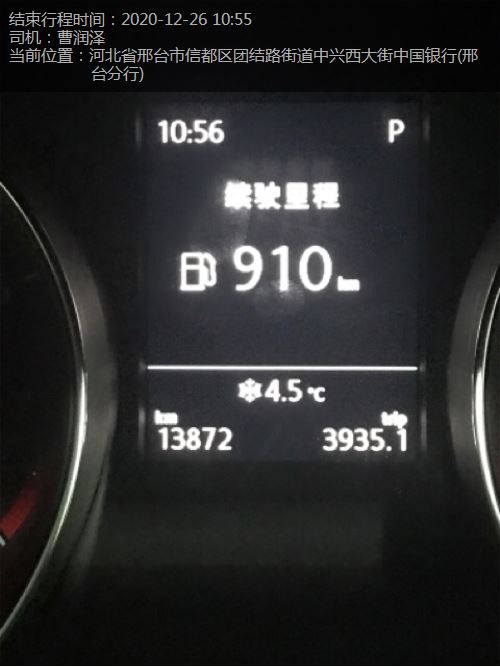 结束行程时间：2020-12-26 10:55
司机：曹润泽
当前位置：河北省邢台市信都区团结路街道中兴西大街中国银行(邢
台分行)
10:56 P
续驶里程
910 km
❄4.5 °C
km trip
13872 3935.1